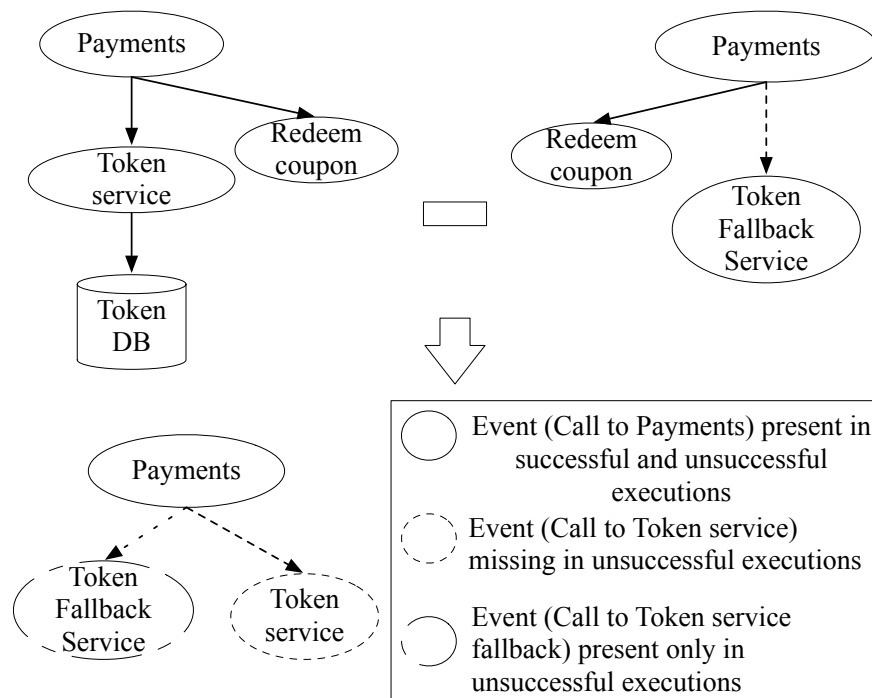 Payments
Token
service
Redeem
coupon
Token
DB
Payments
Redeem
coupon
Token
Fallback
Service
Payments
Token
Fallback
Service
Token
service
Event (Call to Payments) present in
successful and unsuccessful
executions
Event (Call to Token service)
missing in unsuccessful executions
Event (Call to Token service
fallback) present only in
unsuccessful executions